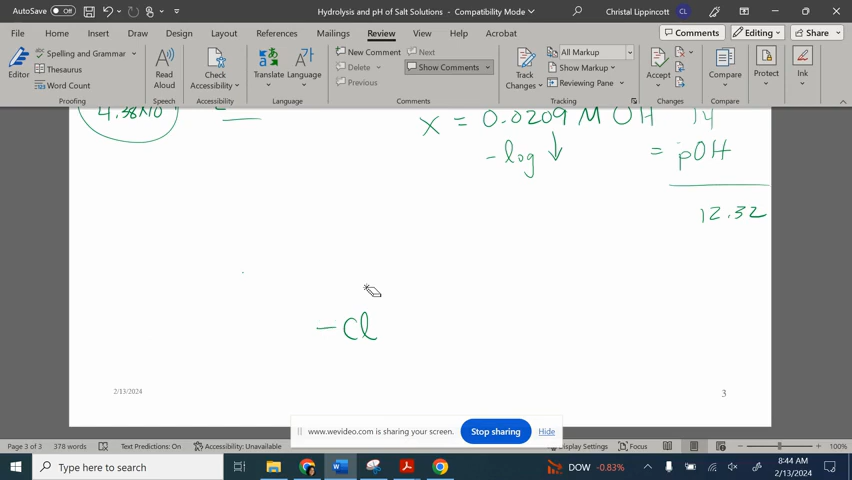 AutoSave Off
Hydrolysis and pH of Salt Solutions - Compatibility Mode
Christal Lippincott CL
File Home Insert Draw Design Layout References Mailings Review Help Acrobat
Comments Editing Share
Editor
Spelling and Grammar
Thesaurus
Word Count
Proofing
Read Aloud
Speech
Check Accessibility
Accessibility
Translate Language
Language
New Comment
Delete
Previous
Next
Show Comments
Comments
Track Changes
All Markup
Show Markup
Reviewing Pane
Tracking
Accept
Changes
Compare
Compare
Protect
Ink
4.38x10
x = 0.0209 M OH 14
-log ↓ = pOH
12.32
-Cl
2/13/2024
3
www.wevideo.com is sharing your screen. Stop sharing Hide
Page 3 of 3 378 words Text Predictions: On Accessibility: Unavailable
Display Settings Focus 100%
Type here to search
DOW -0.83%
8:44 AM
2/13/2024